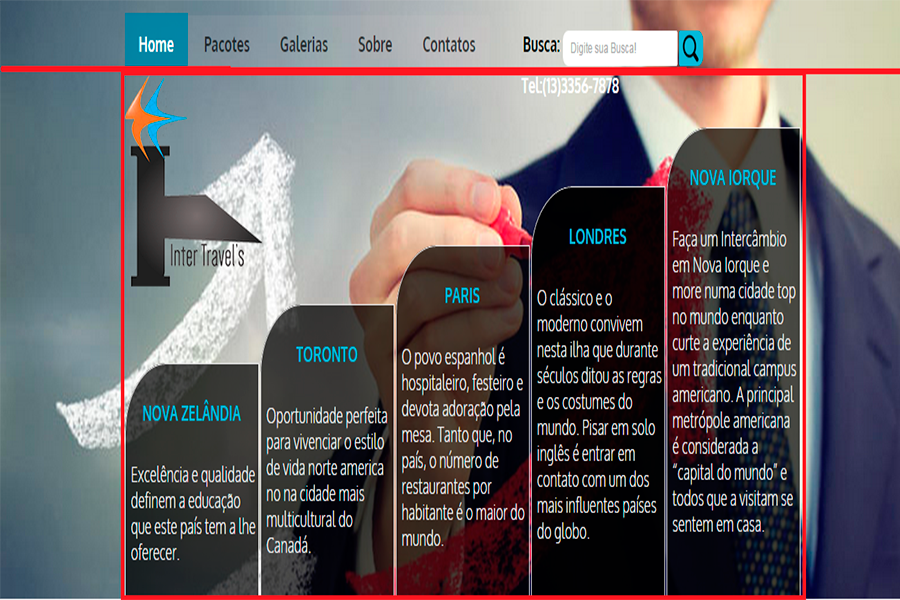 Home Pacotes Galerias Sobre Contatos Busca: Digite sua Busca!
Tel:(13)3356-7878
Inter Travel's
NOVA ZELÂNDIA
Excelência e qualidade
definem a educação
que este país tem a lhe
oferecer.
TORONTO
Oportunidade perfeita
para vivenciar o estilo
de vida norte america
no na cidade mais
multicultural do
Canadá.
PARIS
O povo espanhol é
hospitaleiro, festeiro e
devota adoração pela
mesa. Tanto que, no
país, o número de
restaurantes por
habitante é o maior do
mundo.
LONDRES
O clássico e o
moderno convivem
nesta ilha que durante
séculos ditou as regras
e os costumes do
mundo. Pisar em solo
inglês é entrar em
contato com um dos
mais influentes países
do globo.
NOVA IORQUE
Faça um Intercâmbio
em Nova Iorque e
more numa cidade top
no mundo enquanto
curte a experiência de
um tradicional campus
americano. A principal
metrópole americana
é considerada a
“capital do mundo” e
todos que a visitam se
sentem em casa.